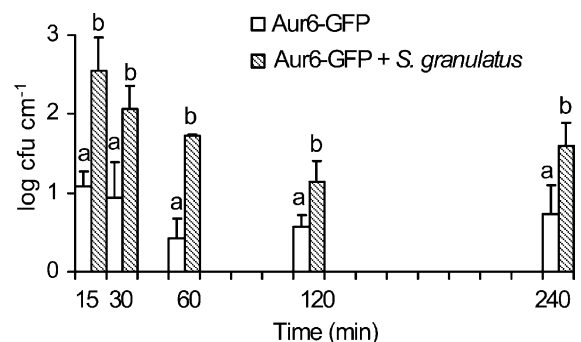 3
2
1
0
log cfu cm-1
Aur6-GFP
Aur6-GFP + S. granulatus
a b a b a b a b a b
15 30 60 120 240
Time (min)